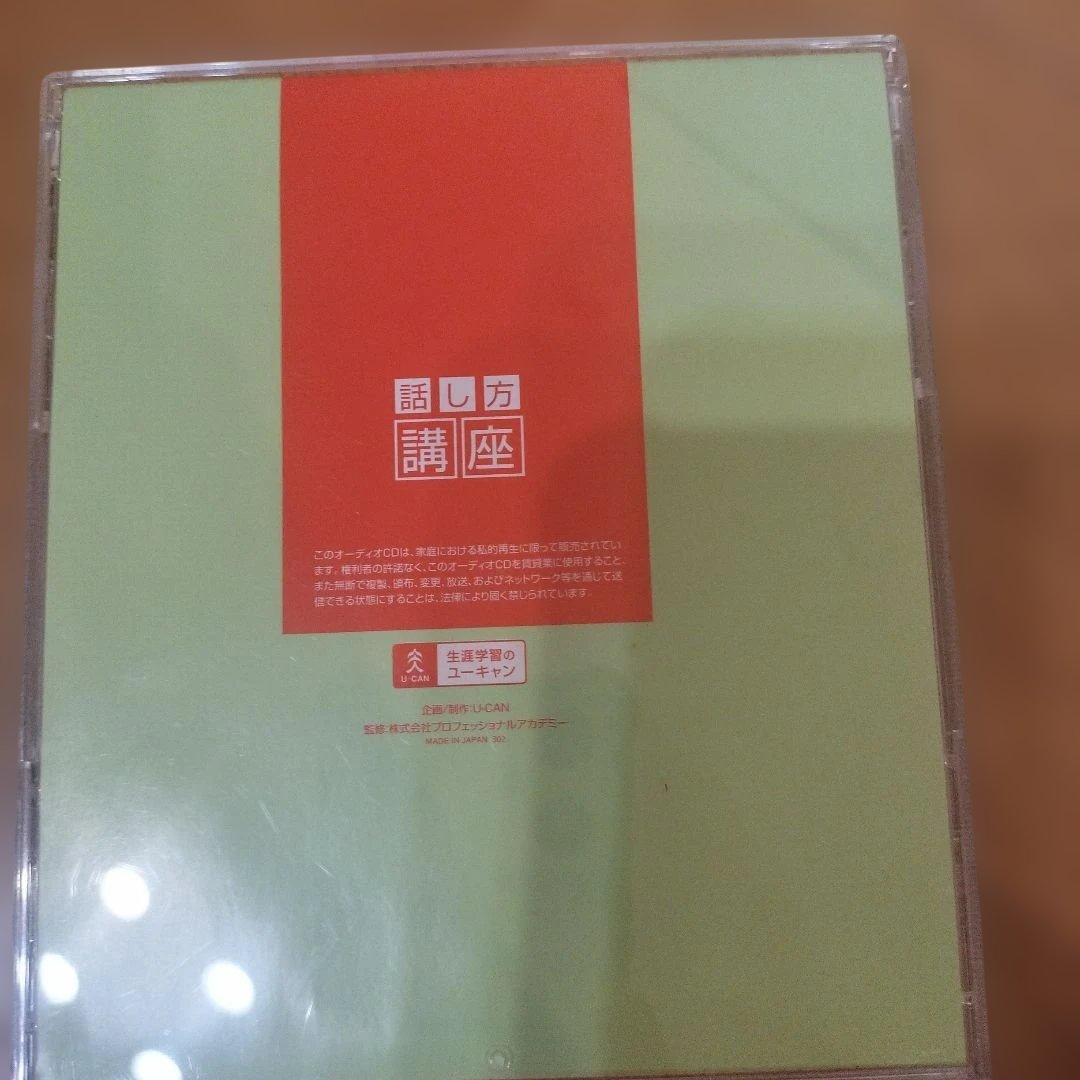 話し方
講座
このオーディオCDは、家庭における私的再生に限って販売されてい
ます。権利者の許諾なく、このオーディオCDを賃貸業に使用すること、
また無断で複製、頒布、変更、放送、およびネットワーク等を通じて送
信できる状態にすることは、法律により固く禁じられています。
U-CAN
生涯学習の
ユーキャン
企画/制作:U-CAN
監修:株式会社プロフェッショナルアカデミー
MADE IN JAPAN 302